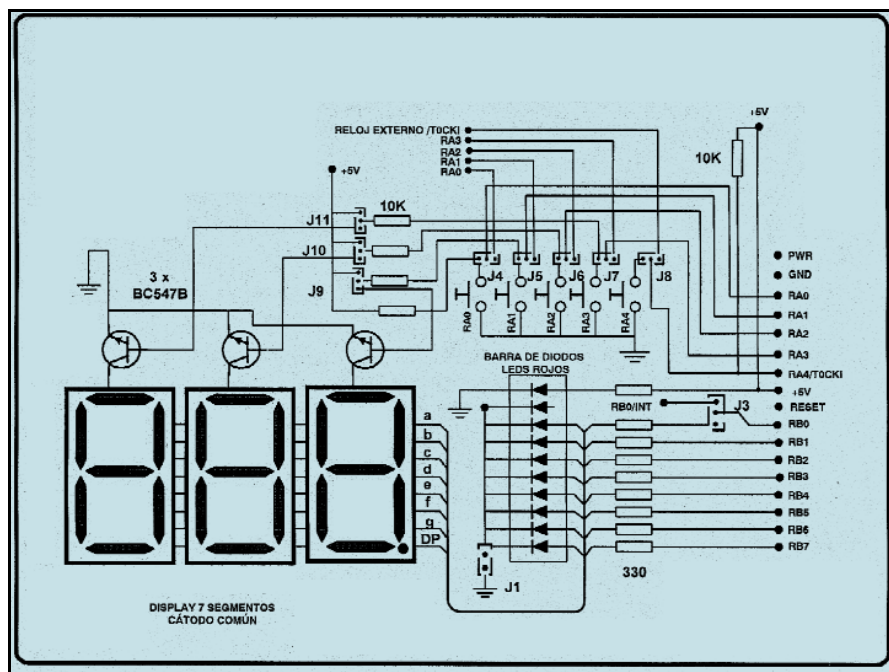 +5V
RELOJ EXTERNO /T0CKI
RA3
RA2
RA1
RA0
+5V
10K
10K
J11
J10
J9
J4
J5
J6
J7
J8
3 x
BC547B
RA0
RA1
RA2
RA3
RA4
PWR
GND
RA0
RA1
RA2
RA3
RA4/T0CKI
+5V
RESET
RB0
RB1
RB2
RB3
RB4
RB5
RB6
RB7
BARRA DE DIODOS
LEDS ROJOS
RB0/INT
J3
a
b
c
d
e
f
g
DP
330
J1
DISPLAY 7 SEGMENTOS
CÁTODO COMÚN